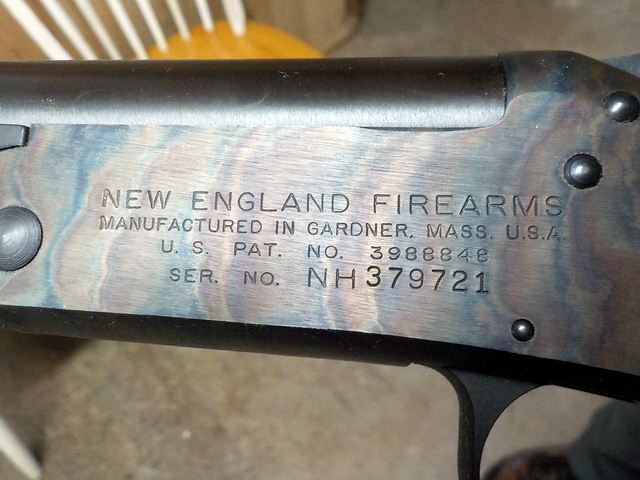 NEW ENGLAND FIREARMS
MANUFACTURED IN GARDNER, MASS. U.S.A.
U. S. PAT. NO. 3988848
SER. NO. NH379721